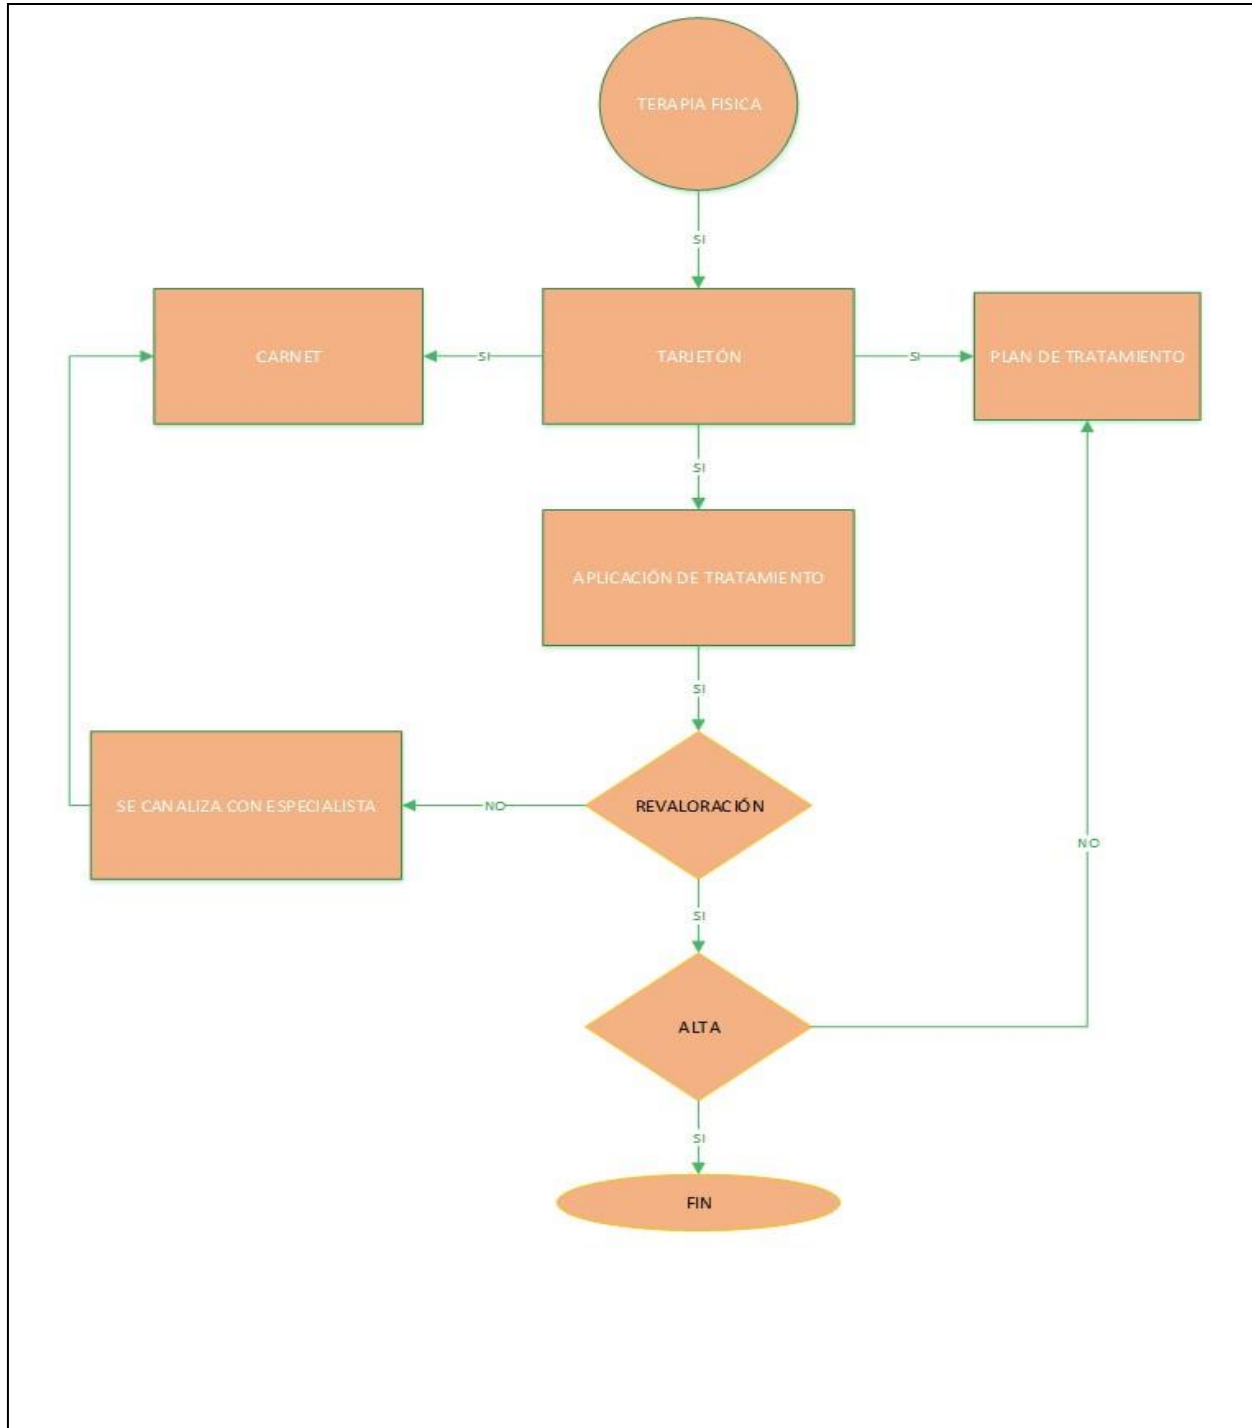 TERAPIA FISICA
SI
CARNET
SI
TARJETÓN
SI
PLAN DE TRATAMIENTO
SI
APLICACIÓN DE TRATAMIENTO
SI
SE CANALIZA CON ESPECIALISTA
NO
REVALORACIÓN
NO
SI
ALTA
SI
FIN